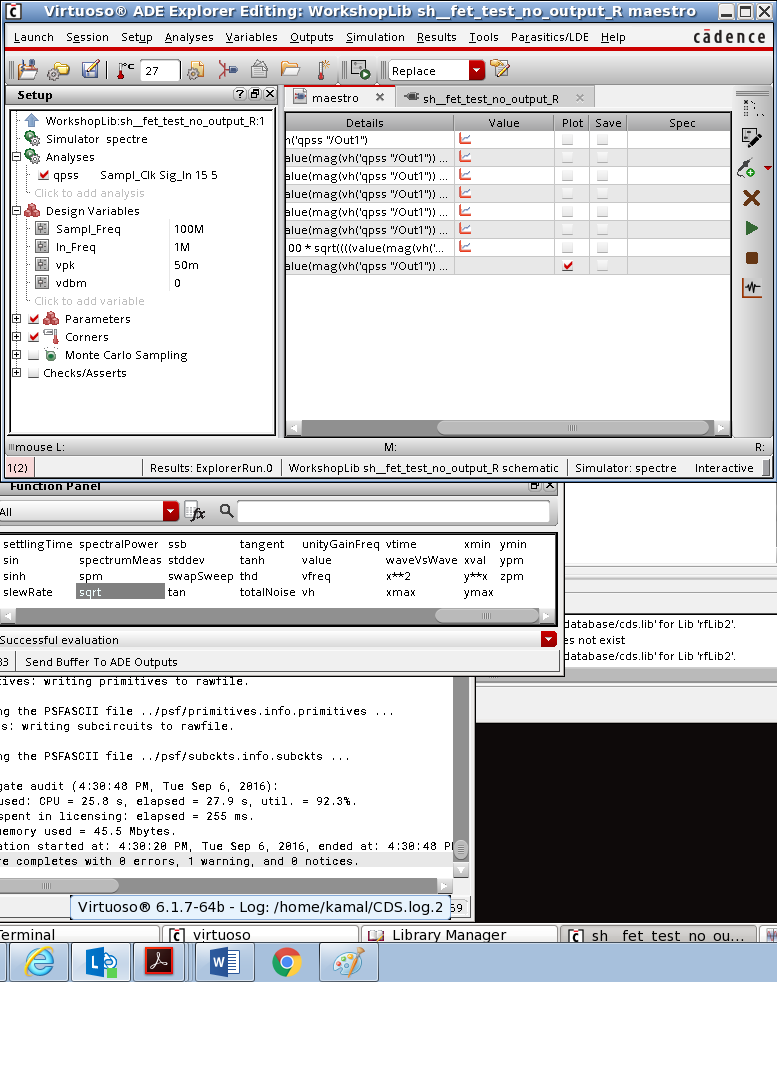 Virtuoso® ADE Explorer Editing: WorkshopLib sh__fet_test_no_output_R maestro
Launch Session Setup Analyses Variables Outputs Simulation Results Tools Parasitics/LDE Help cādence
27 Replace
Setup
maestro sh__fet_test_no_output_R
WorkshopLib:sh__fet_test_no_output_R:1
Simulator spectre
Analyses
qpss Sampl_Clk Sig_In 15 5
Click to add analysis
Design Variables
Sampl_Freq 100M
In_Freq 1M
vpk 50m
vdbm 0
Click to add variable
Parameters
Corners
Monte Carlo Sampling
Checks/Asserts
Details Value Plot Save Spec
h('qpss "/Out1")
alue(mag(vh('qpss "/Out1")) ...
alue(mag(vh('qpss "/Out1")) ...
alue(mag(vh('qpss "/Out1")) ...
alue(mag(vh('qpss "/Out1")) ...
alue(mag(vh('qpss "/Out1")) ...
00 * sqrt((((value(mag(vh('...
alue(mag(vh('qpss "/Out1")) ...
mouse L: M: R:
1(2) Results: ExplorerRun.0 WorkshopLib sh__fet_test_no_output_R schematic Simulator: spectre Interactive
Function Panel
All fx
settlingTime spectralPower ssb tangent unityGainFreq vtime xmin ymin
sin spectrumMeas stddev tanh value waveVsWave xval ypm
sinh spm swapSweep thd vfreq x**2 y**x zpm
slewRate sqrt tan totalNoise vh xmax ymax
Successful evaluation
33 Send Buffer To ADE Outputs
database/cds.lib' for Lib 'rfLib2'.
es not exist
database/cds.lib' for Lib 'rfLib2'.
tives: writing primitives to rawfile.
ng the PSFASCII file ../psf/primitives.info.primitives ...
s: writing subcircuits to rawfile.
ng the PSFASCII file ../psf/subckts.info.subckts ...
gate audit (4:30:48 PM, Tue Sep 6, 2016):
used: CPU = 25.8 s, elapsed = 27.9 s, util. = 92.3%.
spent in licensing: elapsed = 255 ms.
memory used = 45.5 Mbytes.
ation started at: 4:30:20 PM, Tue Sep 6, 2016, ended at: 4:30:48 P
re completes with 0 errors, 1 warning, and 0 notices.
Virtuoso® 6.1.7-64b - Log: /home/kamal/CDS.log.2 69
Terminal virtuoso Library Manager sh__fet_test_no_ou...